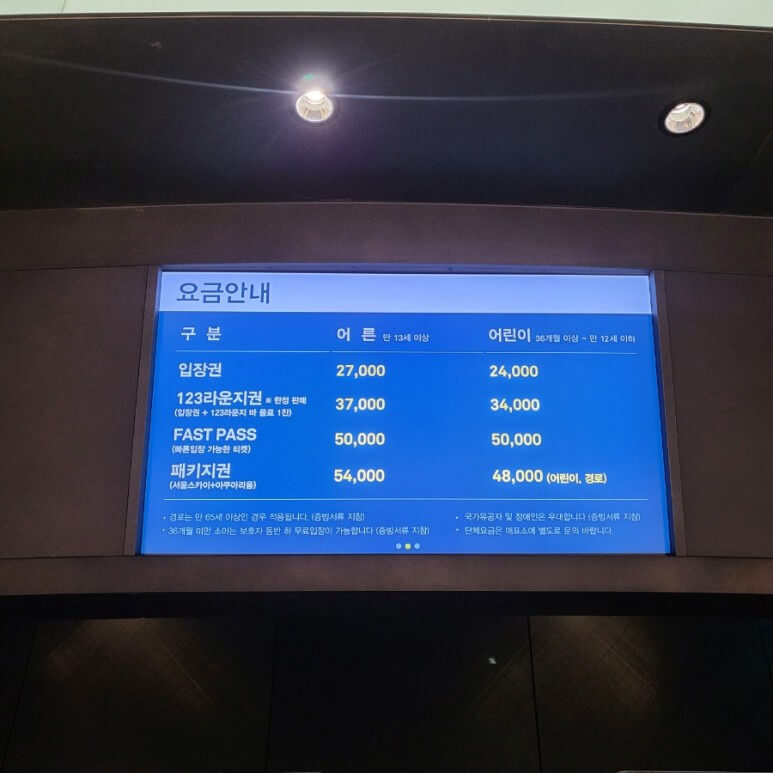 요금안내
구 분 어 른 만 13세 이상 어린이 36개월 이상 ~ 만 12세 이하
입장권 27,000 24,000
123라운지권 ※ 한정 판매 37,000 34,000
(입장권 + 123라운지 바 음료 1잔)
FAST PASS 50,000 50,000
(빠른입장 가능한 티켓)
패키지권 54,000 48,000 (어린이, 경로)
(서울스카이+아쿠아리움)
• 경로는 만 65세 이상인 경우 적용됩니다. (증빙서류 지참) • 국가유공자 및 장애인은 우대합니다 (증빙서류 지참)
• 36개월 미만 소아는 보호자 동반 하 무료입장이 가능합니다 (증빙서류 지참) • 단체요금은 매표소에 별도로 문의 바랍니다.